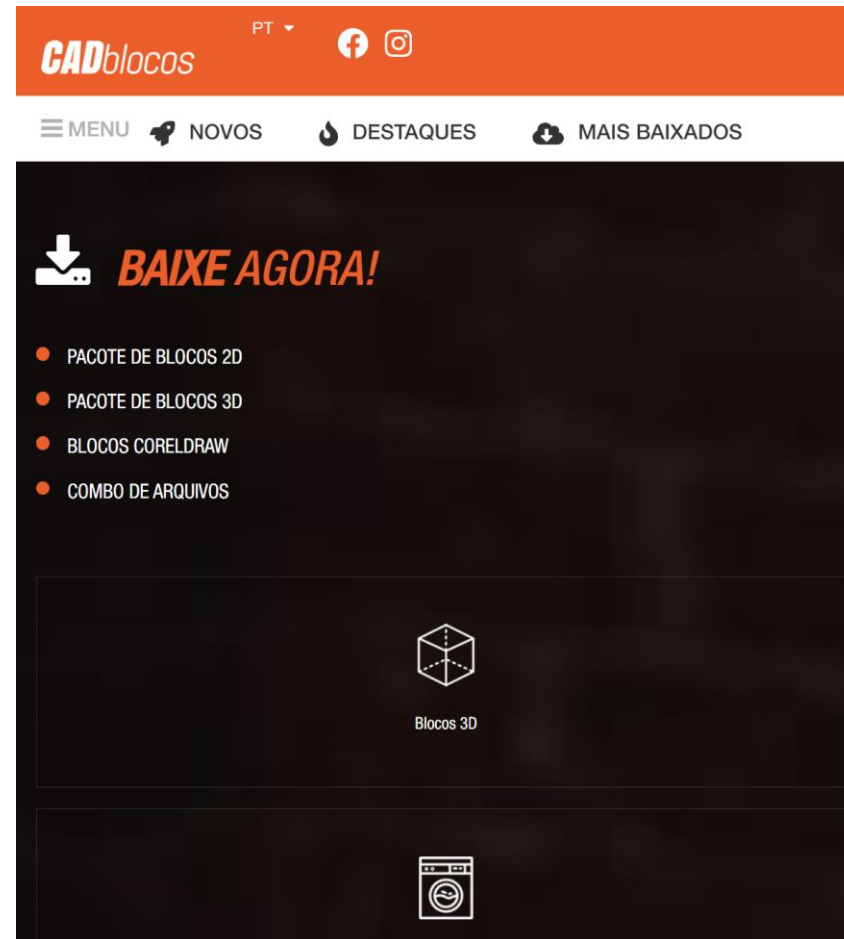 PT
CADblocos
MENU NOVOS DESTAQUES MAIS BAIXADOS
BAIXE AGORA!
PACOTE DE BLOCOS 2D
PACOTE DE BLOCOS 3D
BLOCOS CORELDRAW
COMBO DE ARQUIVOS
Blocos 3D